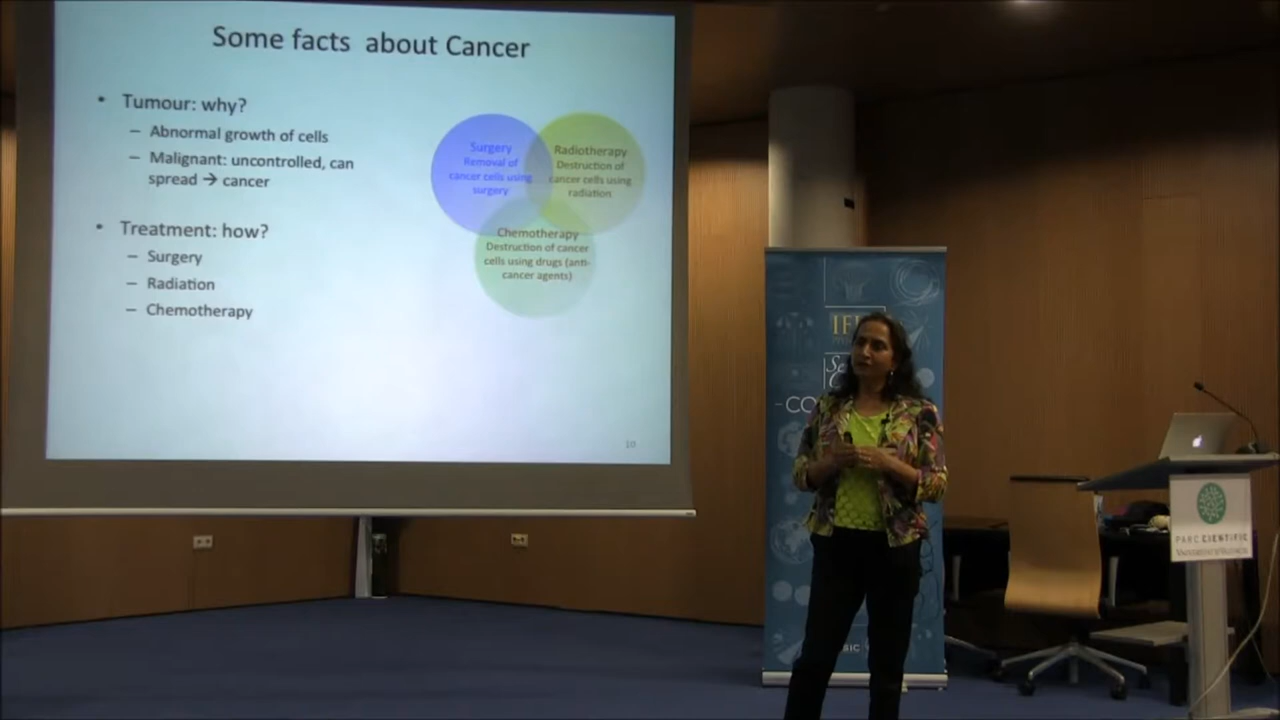 Some facts about Cancer
• Tumour: why?
– Abnormal growth of cells
– Malignant: uncontrolled, can
spread → cancer
• Treatment: how?
– Surgery
– Radiation
– Chemotherapy
Surgery
Removal of
cancer cells using
surgery
Radiotherapy
Destruction of
cancer cells using
radiation
Chemotherapy
Destruction of cancer
cells using drugs (anti-
cancer agents)
10
PARC CIENTÍFIC